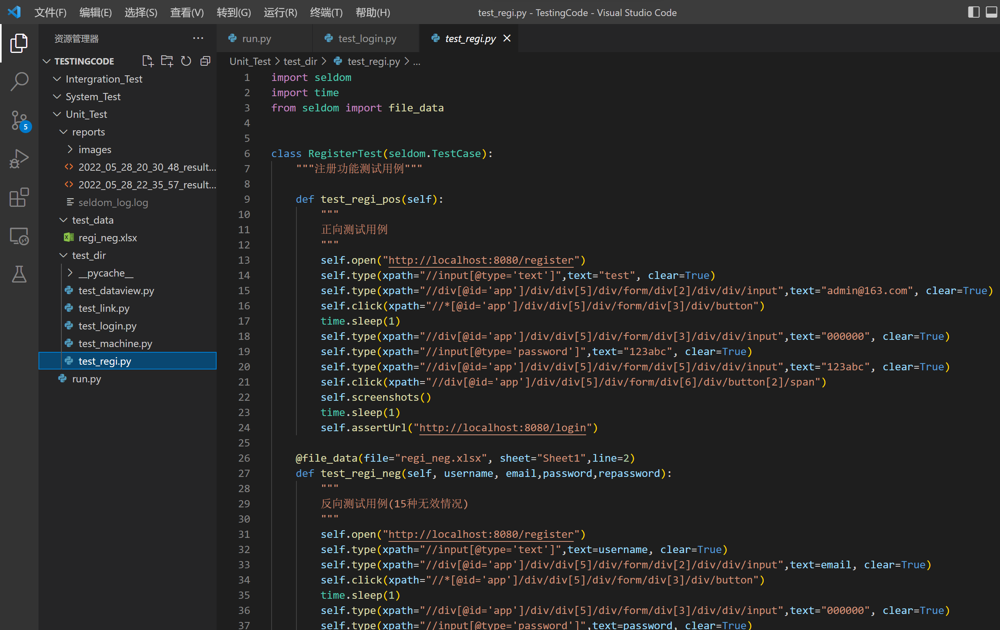 文件(F) 编辑(E) 选择(S) 查看(V) 转到(G) 运行(R) 终端(T) 帮助(H) test_regi.py - TestingCode - Visual Studio Code
资源管理器 ···
TESTINGCODE
Intergration_Test
System_Test
Unit_Test
reports
images
2022_05_28_20_30_48_result...
2022_05_28_22_35_57_result...
seldom_log.log
test_data
regi_neg.xlsx
test_dir
__pycache__
test_dataview.py
test_link.py
test_login.py
test_machine.py
test_regi.py
run.py
5
run.py test_login.py test_regi.py
Unit_Test > test_dir > test_regi.py > ...
1 import seldom
2 import time
3 from seldom import file_data
4
5
6 class RegisterTest(seldom.TestCase):
7 """注册功能测试用例"""
8
9 def test_regi_pos(self):
10 """
11 正向测试用例
12 """
13 self.open("http://localhost:8080/register")
14 self.type(xpath="//input[@type='text']",text="test", clear=True)
15 self.type(xpath="//div[@id='app']/div/div[5]/div/form/div[2]/div/div/input",text="admin@163.com", clear=True)
16 self.click(xpath="//*[@id='app']/div/div[5]/div/form/div[3]/div/button")
17 time.sleep(1)
18 self.type(xpath="//div[@id='app']/div/div[5]/div/form/div[3]/div/div/input",text="000000", clear=True)
19 self.type(xpath="//input[@type='password']",text="123abc", clear=True)
20 self.type(xpath="//div[@id='app']/div/div[5]/div/form/div[5]/div/div/input",text="123abc", clear=True)
21 self.click(xpath="//div[@id='app']/div/div[5]/div/form/div[6]/div/button[2]/span")
22 self.screenshots()
23 time.sleep(1)
24 self.assertUrl("http://localhost:8080/login")
25
26 @file_data(file="regi_neg.xlsx", sheet="Sheet1",line=2)
27 def test_regi_neg(self, username, email,password,repassword):
28 """
29 反向测试用例(15种无效情况)
30 """
31 self.open("http://localhost:8080/register")
32 self.type(xpath="//input[@type='text']",text=username, clear=True)
33 self.type(xpath="//div[@id='app']/div/div[5]/div/form/div[2]/div/div/input",text=email, clear=True)
34 self.click(xpath="//*[@id='app']/div/div[5]/div/form/div[3]/div/button")
35 time.sleep(1)
36 self.type(xpath="//div[@id='app']/div/div[5]/div/form/div[3]/div/div/input",text="000000", clear=True)
37 self.type(xpath="//input[@type='password']",text=password, clear=True)